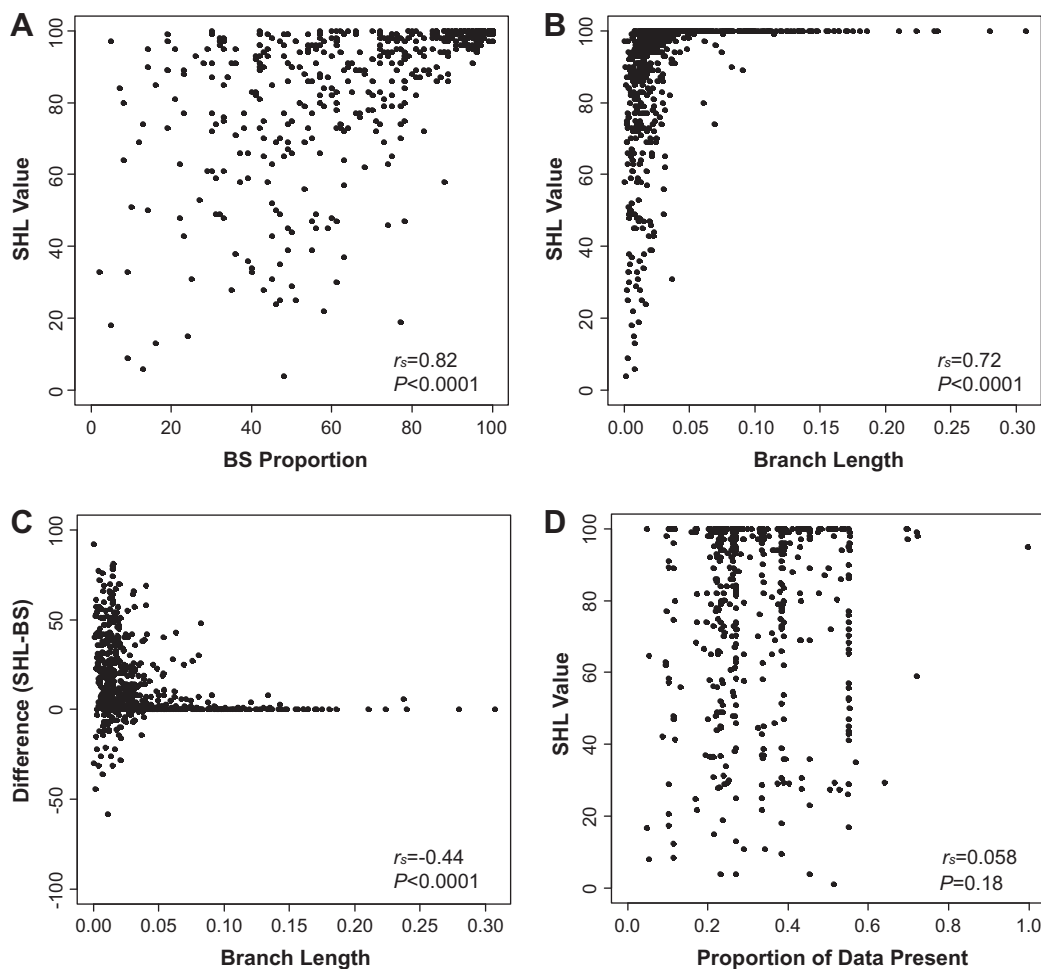 A
SHL Value
100
80
60
40
20
0
0 20 40 60 80 100
BS Proportion
rs=0.82
P<0.0001
B
SHL Value
100
80
60
40
20
0
0.00 0.05 0.10 0.15 0.20 0.25 0.30
Branch Length
rs=0.72
P<0.0001
C
Difference (SHL-BS)
100
50
0
-50
-100
0.00 0.05 0.10 0.15 0.20 0.25 0.30
Branch Length
rs=-0.44
P<0.0001
D
SHL Value
100
80
60
40
20
0
0.0 0.2 0.4 0.6 0.8 1.0
Proportion of Data Present
rs=0.058
P=0.18